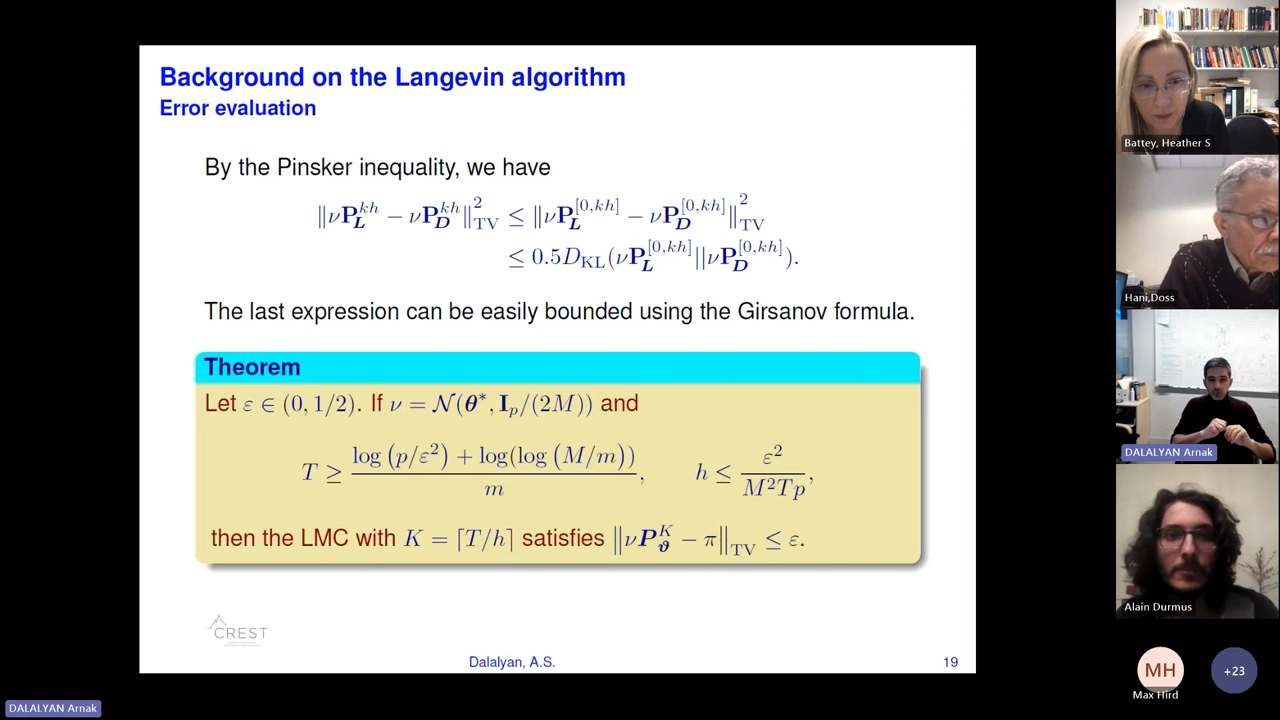 Background on the Langevin algorithm
Error evaluation
By the Pinsker inequality, we have
‖νP_L^{kh} − νP_D^{kh}‖²_TV ≤ ‖νP_L^{[0,kh]} − νP_D^{[0,kh]}‖²_TV
≤ 0.5D_KL(νP_L^{[0,kh]}||νP_D^{[0,kh]}).
The last expression can be easily bounded using the Girsanov formula.
Theorem
Let ε ∈ (0, 1/2). If ν = N(θ*, I_p/(2M)) and
T ≥ (log(p/ε²) + log(log(M/m)))/m, h ≤ ε²/(M²Tp),
then the LMC with K = ⌈T/h⌉ satisfies ‖νP_ϑ^K − π‖_TV ≤ ε.
CREST
Dalalyan, A.S.
19
Battey, Heather S
Hani,Doss
DALALYAN Arnak
Alain Durmus
MH
Max Hird
+23
DALALYAN Arnak